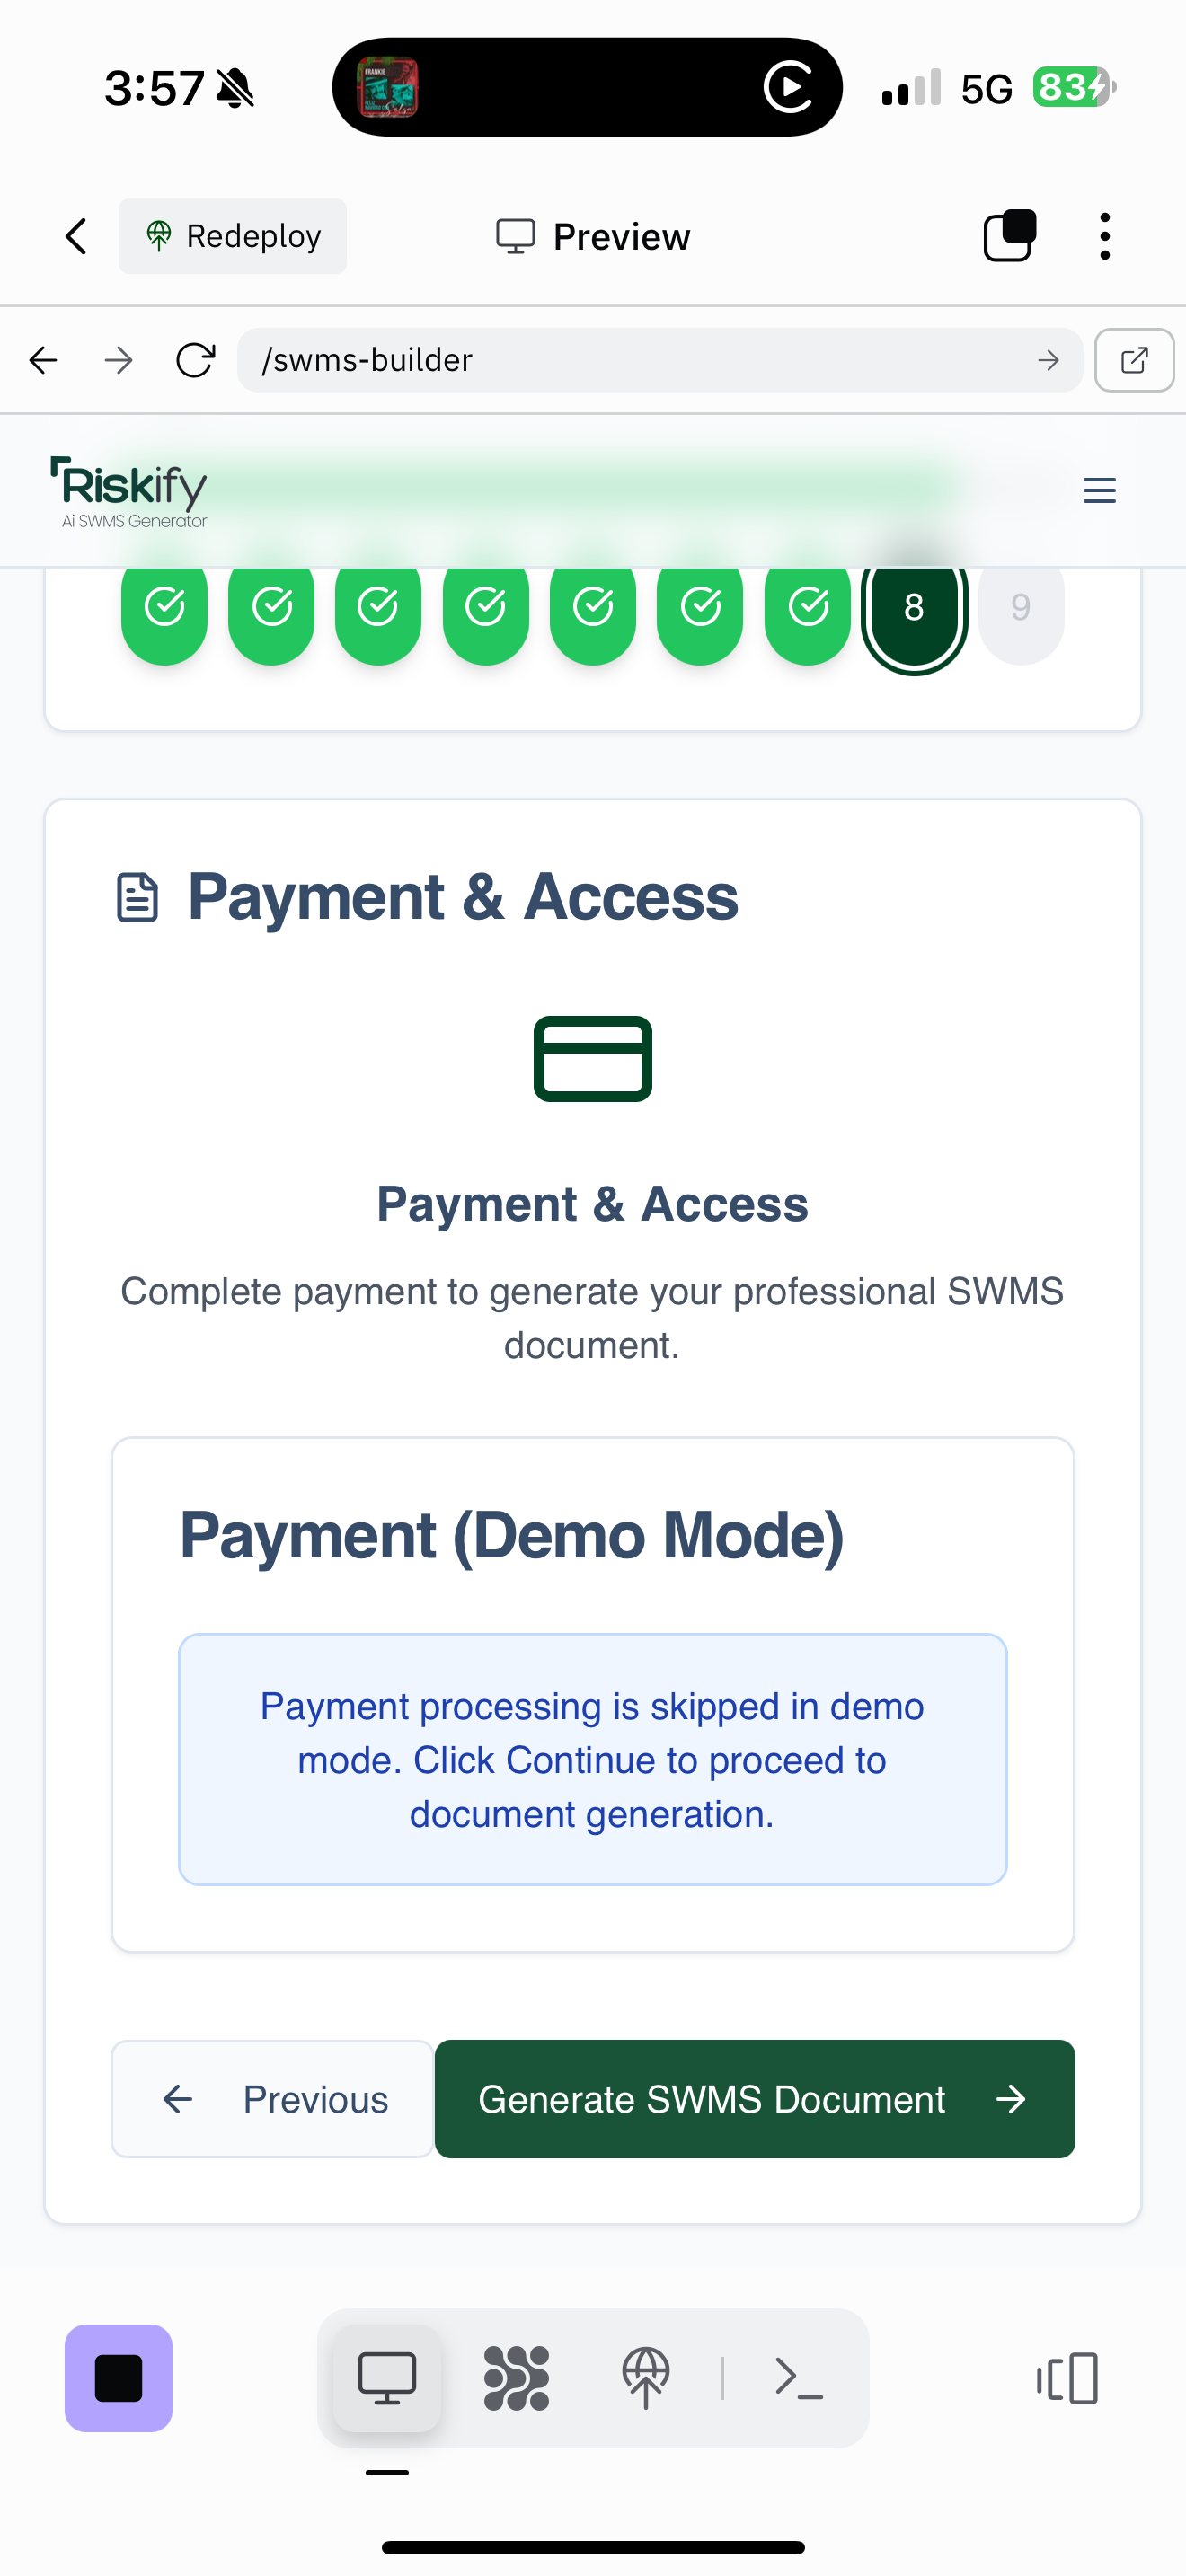 3:57
FRANKIE
Salsa
5G
83
Redeploy
Preview
/swms-builder
Riskify
Ai SWMS Generator
8
9
Payment & Access
Payment & Access
Complete payment to generate your professional SWMS
document.
Payment (Demo Mode)
Payment processing is skipped in demo
mode. Click Continue to proceed to
document generation.
Previous
Generate SWMS Document